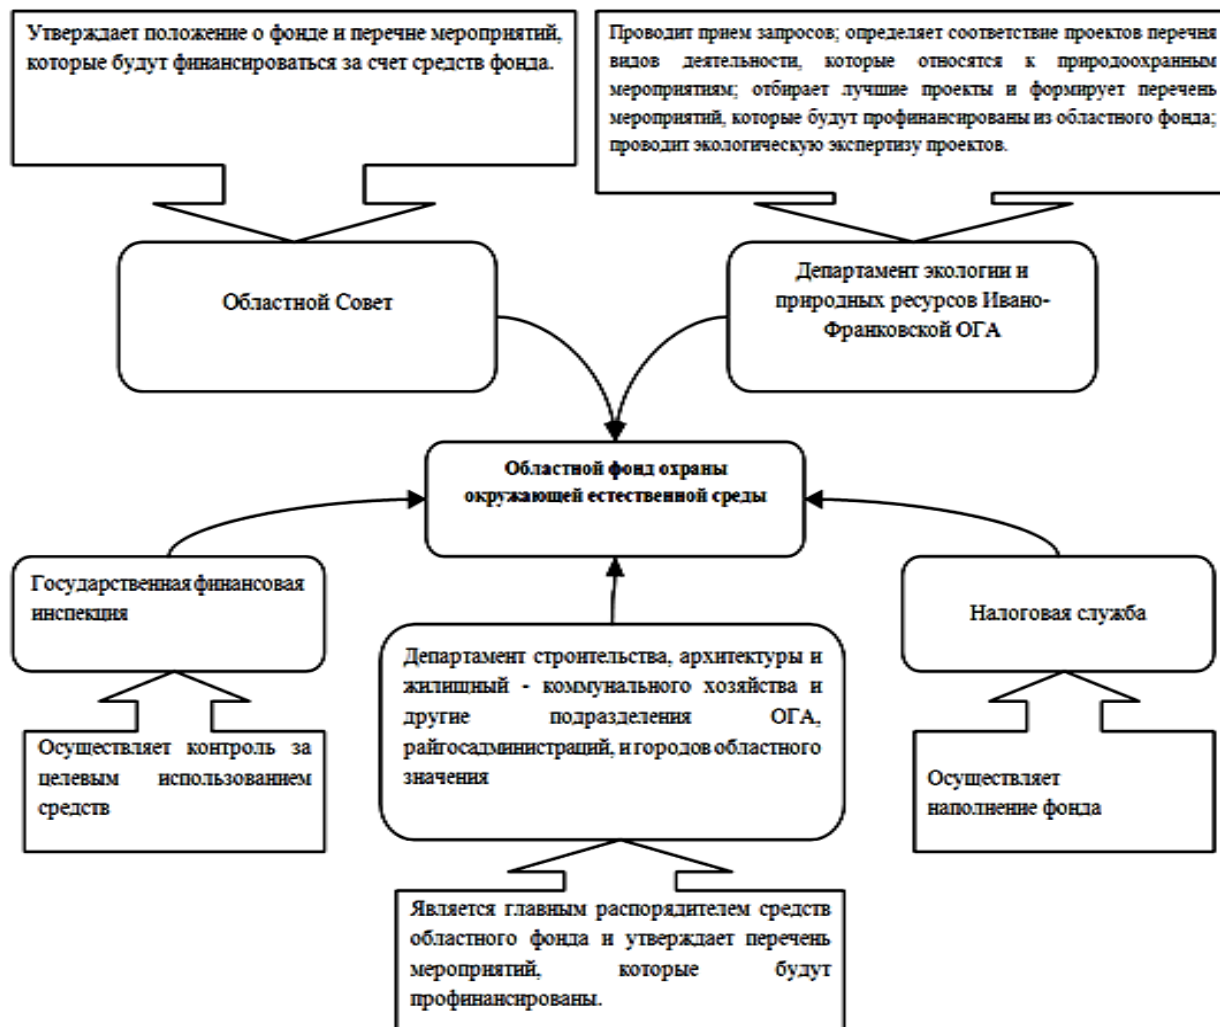 Утверждает положение о фонде и перечне мероприятий,
которые будут финансироваться за счет средств фонда.
Проводит прием запросов; определяет соответствие проектов перечня
видов деятельности, которые относятся к природоохранным
мероприятиям; отбирает лучшие проекты и формирует перечень
мероприятий, которые будут профинансированы из областного фонда;
проводит экологическую экспертизу проектов.
Областной Совет
Департамент экологии и
природных ресурсов Ивано-
Франковской ОГА
Областной фонд охраны
окружающей естественной среды
Государственная финансовая
инспекция
Департамент строительства, архитектуры и
жилищный - коммунального хозяйства и
другие подразделения ОГА,
райгосадминистраций, и городов областного
значения
Налоговая служба
Осуществляет контроль за
целевым использованием
средств
Осуществляет
наполнение фонда
Является главным распорядителем средств
областного фонда и утверждает перечень
мероприятий, которые будут
профинансированы.